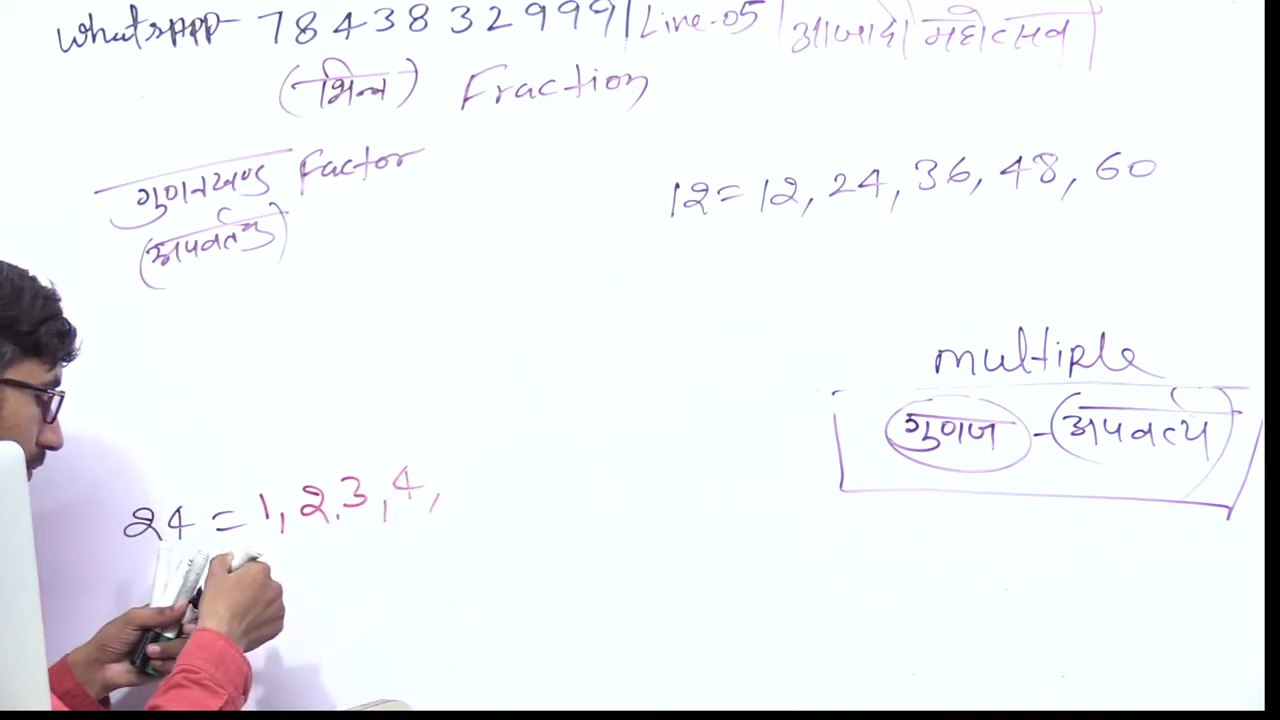 Whatsppp- 7843832999 | Line-05 | आजादी महोत्सव |
(भिन्न) Fraction
गुणनखण्ड Factor
(अपवर्तक)
12= 12, 24, 36, 48, 60
multiple
गुणज - (अपवर्त्य)
24 = 1, 2, 3, 4,